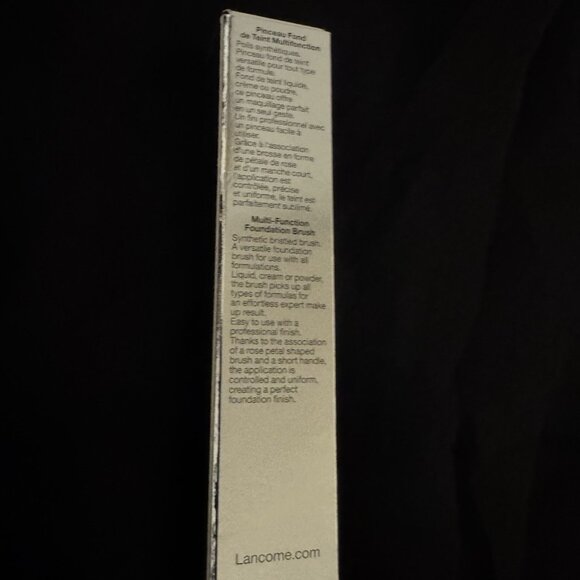 Pinceau Fond
de Teint Multifonction
Poils synthétiques.
Pinceau fond de teint
versatile pour tout type
de formule.
Fond de teint liquide,
crème ou poudre,
ce pinceau offre
un maquillage parfait
en un seul geste.
Un fini professionnel avec
un pinceau facile à
utiliser.
Grâce à l'association
d'une brosse en forme
de pétale de rose
et d'un manche court,
l'application est
contrôlée, précise
et uniforme, le teint est
parfaitement sublimé.
Multi-Function
Foundation Brush
Synthetic bristled brush.
A versatile foundation
brush for use with all
formulations.
Liquid, cream or powder,
the brush picks up all
types of formulas for
an effortless expert make
up result.
Easy to use with a
professional finish.
Thanks to the association
of a rose petal shaped
brush and a short handle,
the application is
controlled and uniform,
creating a perfect
foundation finish.
Lancome.com